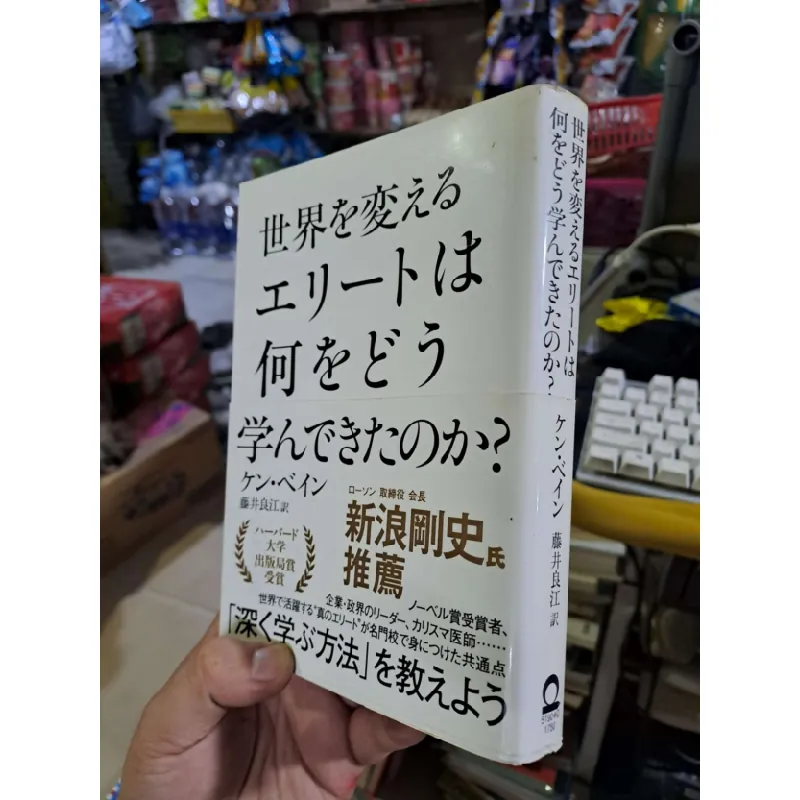 世界を変える
エリートは
何をどう
学んできたのか?
ケン・ベイン
藤井良江 訳
ハーバード
大学
出版局賞
受賞
ローソン 取締役 会長
新浪剛史氏
推薦
ノーベル賞受賞者、
企業・政界のリーダー、カリスマ医師……
世界で活躍する“真のエリート”が名門校で身につけた共通点
「深く学ぶ方法」を教えよう
世界を変えるエリートは
何をどう学んできたのか?
ケン・ベイン
藤井良江 訳